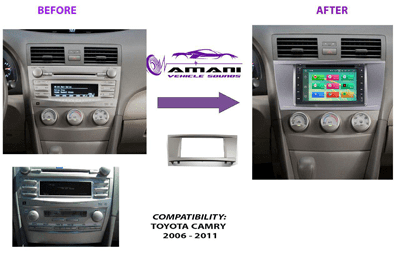 BEFORE
AFTER
AMANI
VEHICLE SOUNDS
COMPATIBILITY:
TOYOTA CAMRY
2006 - 2011